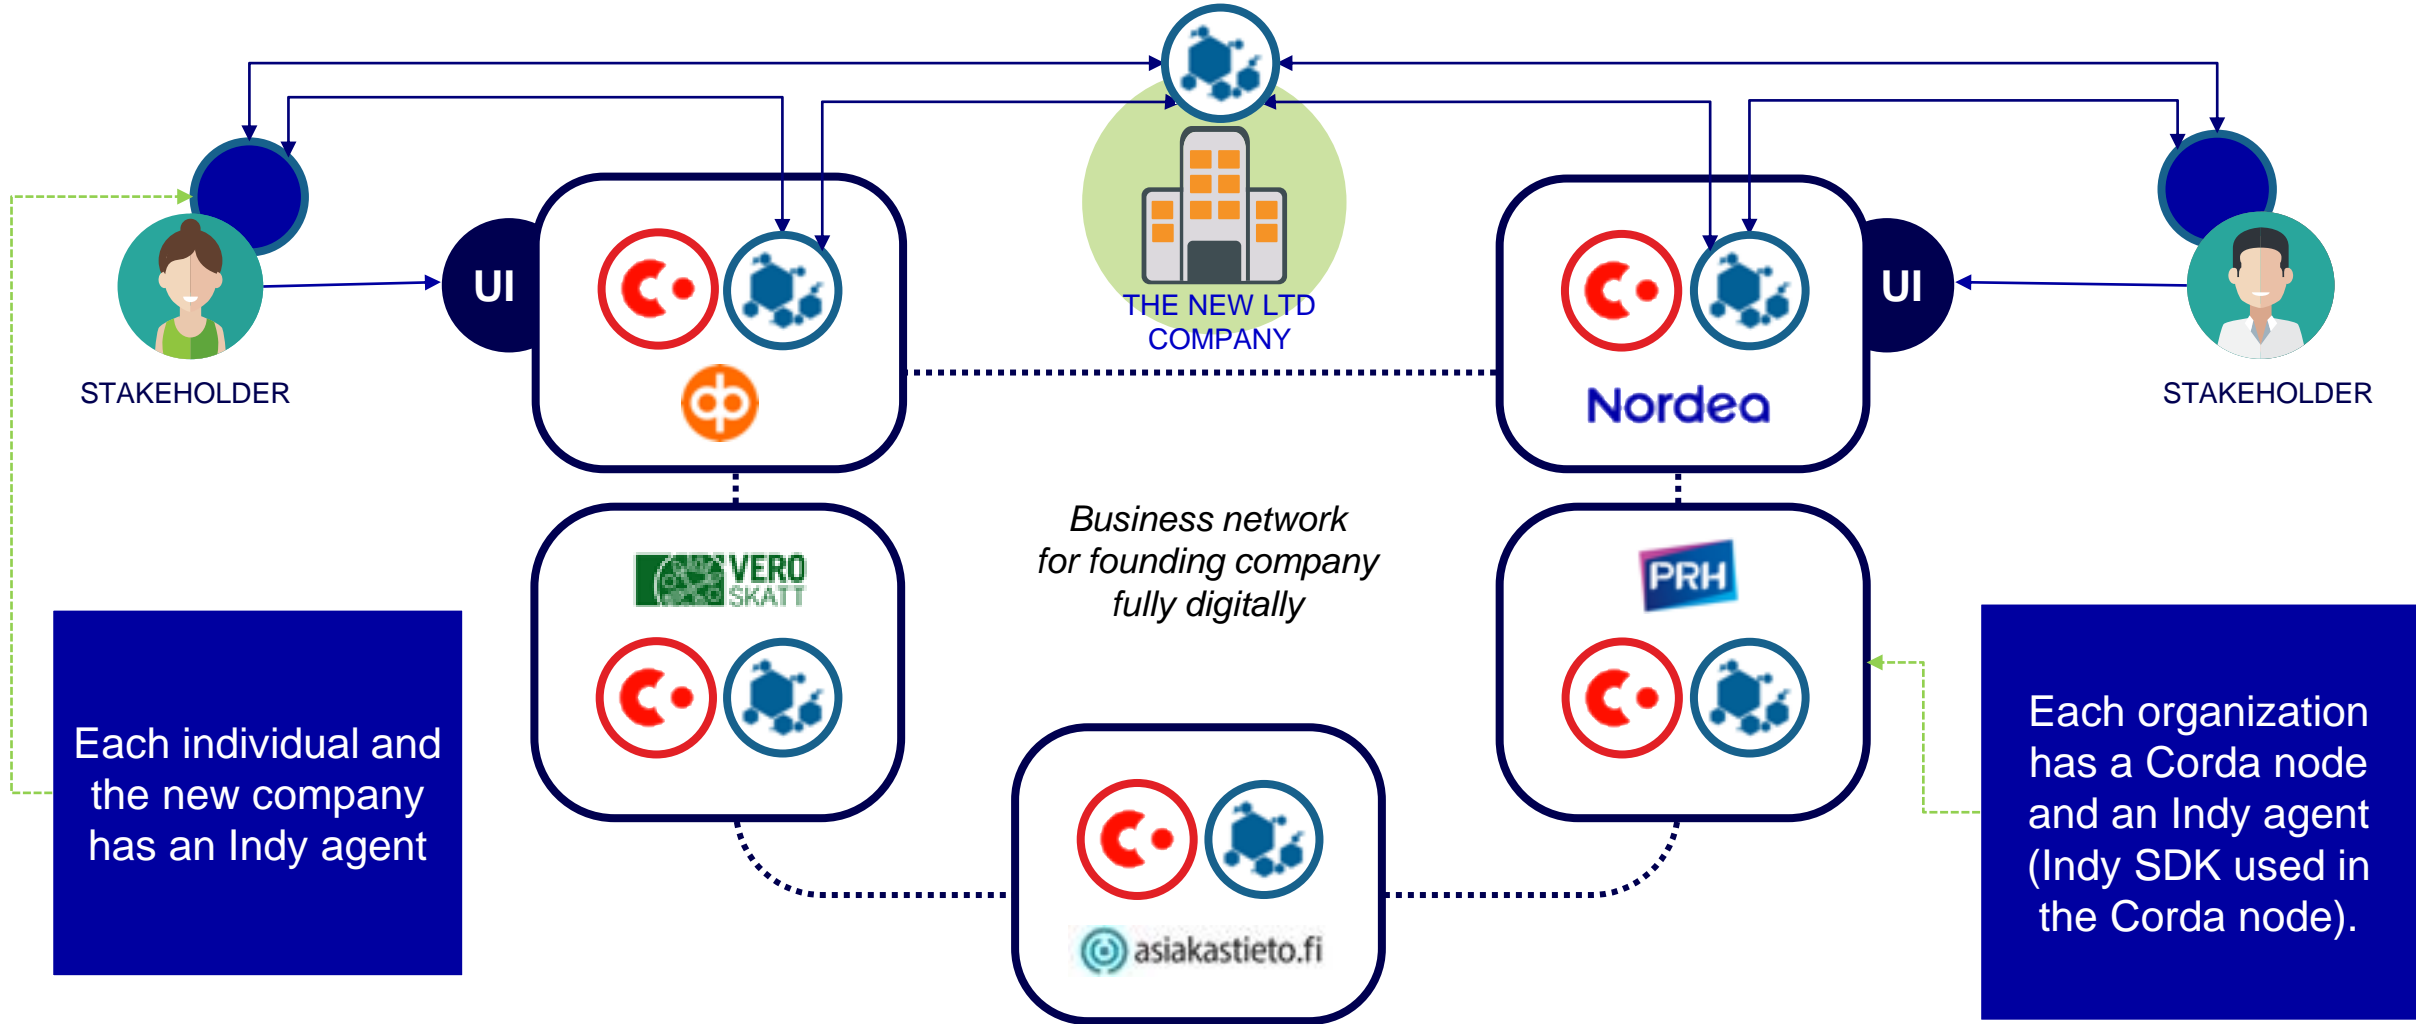 THE NEW LTD
COMPANY
UI
UI
STAKEHOLDER
STAKEHOLDER
Nordea
Business network
for founding company
fully digitally
VERO
SKATT
PRH
Each individual and
the new company
has an Indy agent
Each organization
has a Corda node
and an Indy agent
(Indy SDK used in
the Corda node).
asiakastieto.fi